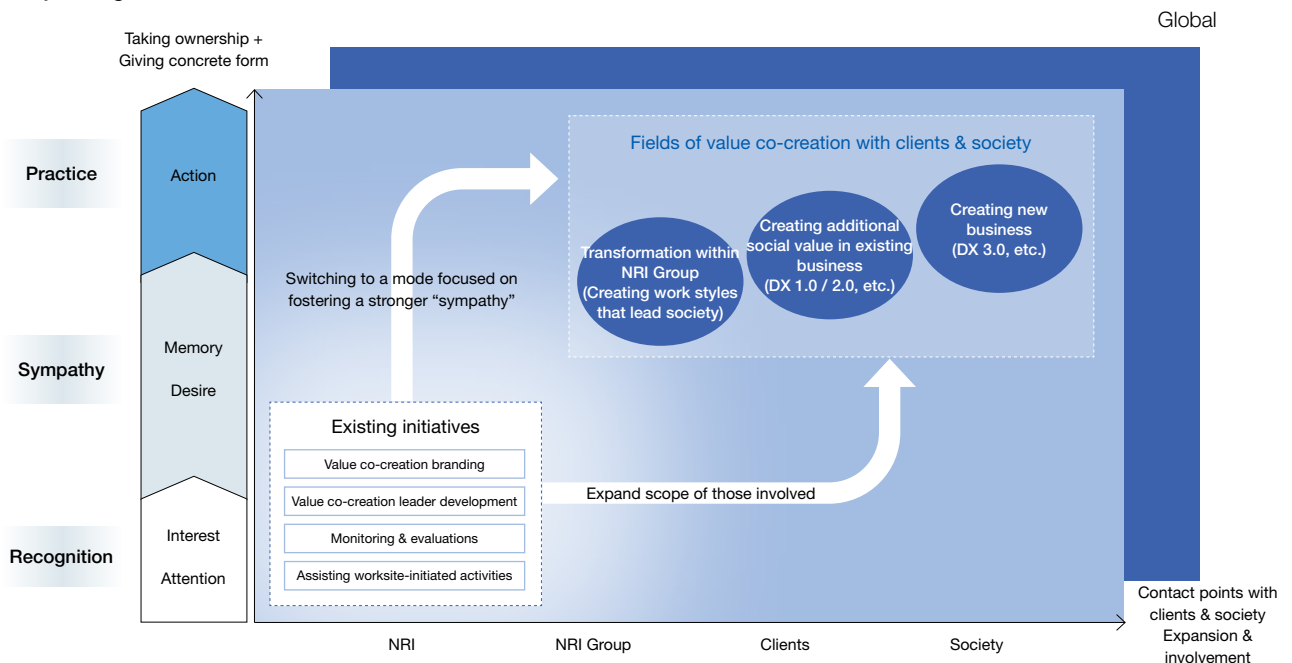 Global
Taking ownership +
Giving concrete form
Practice
Action
Fields of value co-creation with clients & society
Creating new
business
(DX 3.0, etc.)
Creating additional
social value in existing
business
(DX 1.0 / 2.0, etc.)
Transformation within
NRI Group
(Creating work styles
that lead society)
Switching to a mode focused on
fostering a stronger “sympathy”
Sympathy
Memory
Desire
Existing initiatives
Value co-creation branding
Value co-creation leader development
Monitoring & evaluations
Assisting worksite-initiated activities
Expand scope of those involved
Recognition
Interest
Attention
NRI
NRI Group
Clients
Society
Contact points with
clients & society
Expansion &
involvement